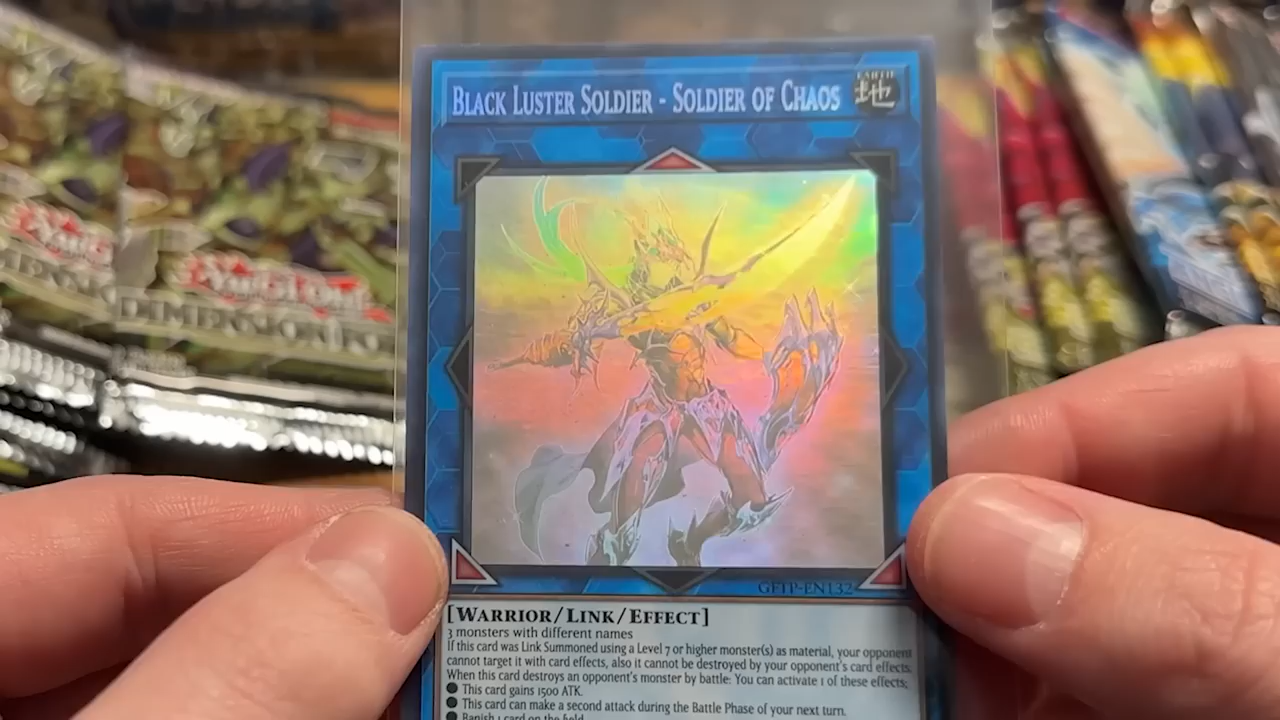 BLACK LUSTER SOLDIER - SOLDIER OF CHAOS
EARTH
地
GFTP-EN132
[WARRIOR/LINK/EFFECT]
3 monsters with different names
If this card was Link Summoned using a Level 7 or higher monster(s) as material, your opponent
cannot target it with card effects, also it cannot be destroyed by your opponent's card effects.
When this card destroys an opponent's monster by battle: You can activate 1 of these effects;
● This card gains 1500 ATK.
● This card can make a second attack during the Battle Phase of your next turn.
● Banish 1 card on the field.
Yu-Gi-Oh!